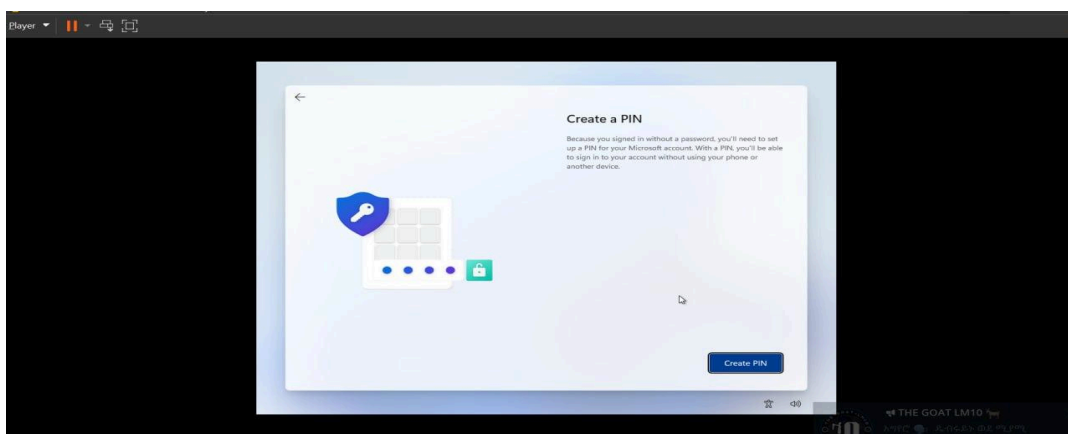 Player
Create a PIN
Because you signed in without a password, you'll need to set
up a PIN for your Microsoft account. With a PIN, you'll be able
to sign in to your account without using your phone or
another device.
Create PIN
THE GOAT LM10